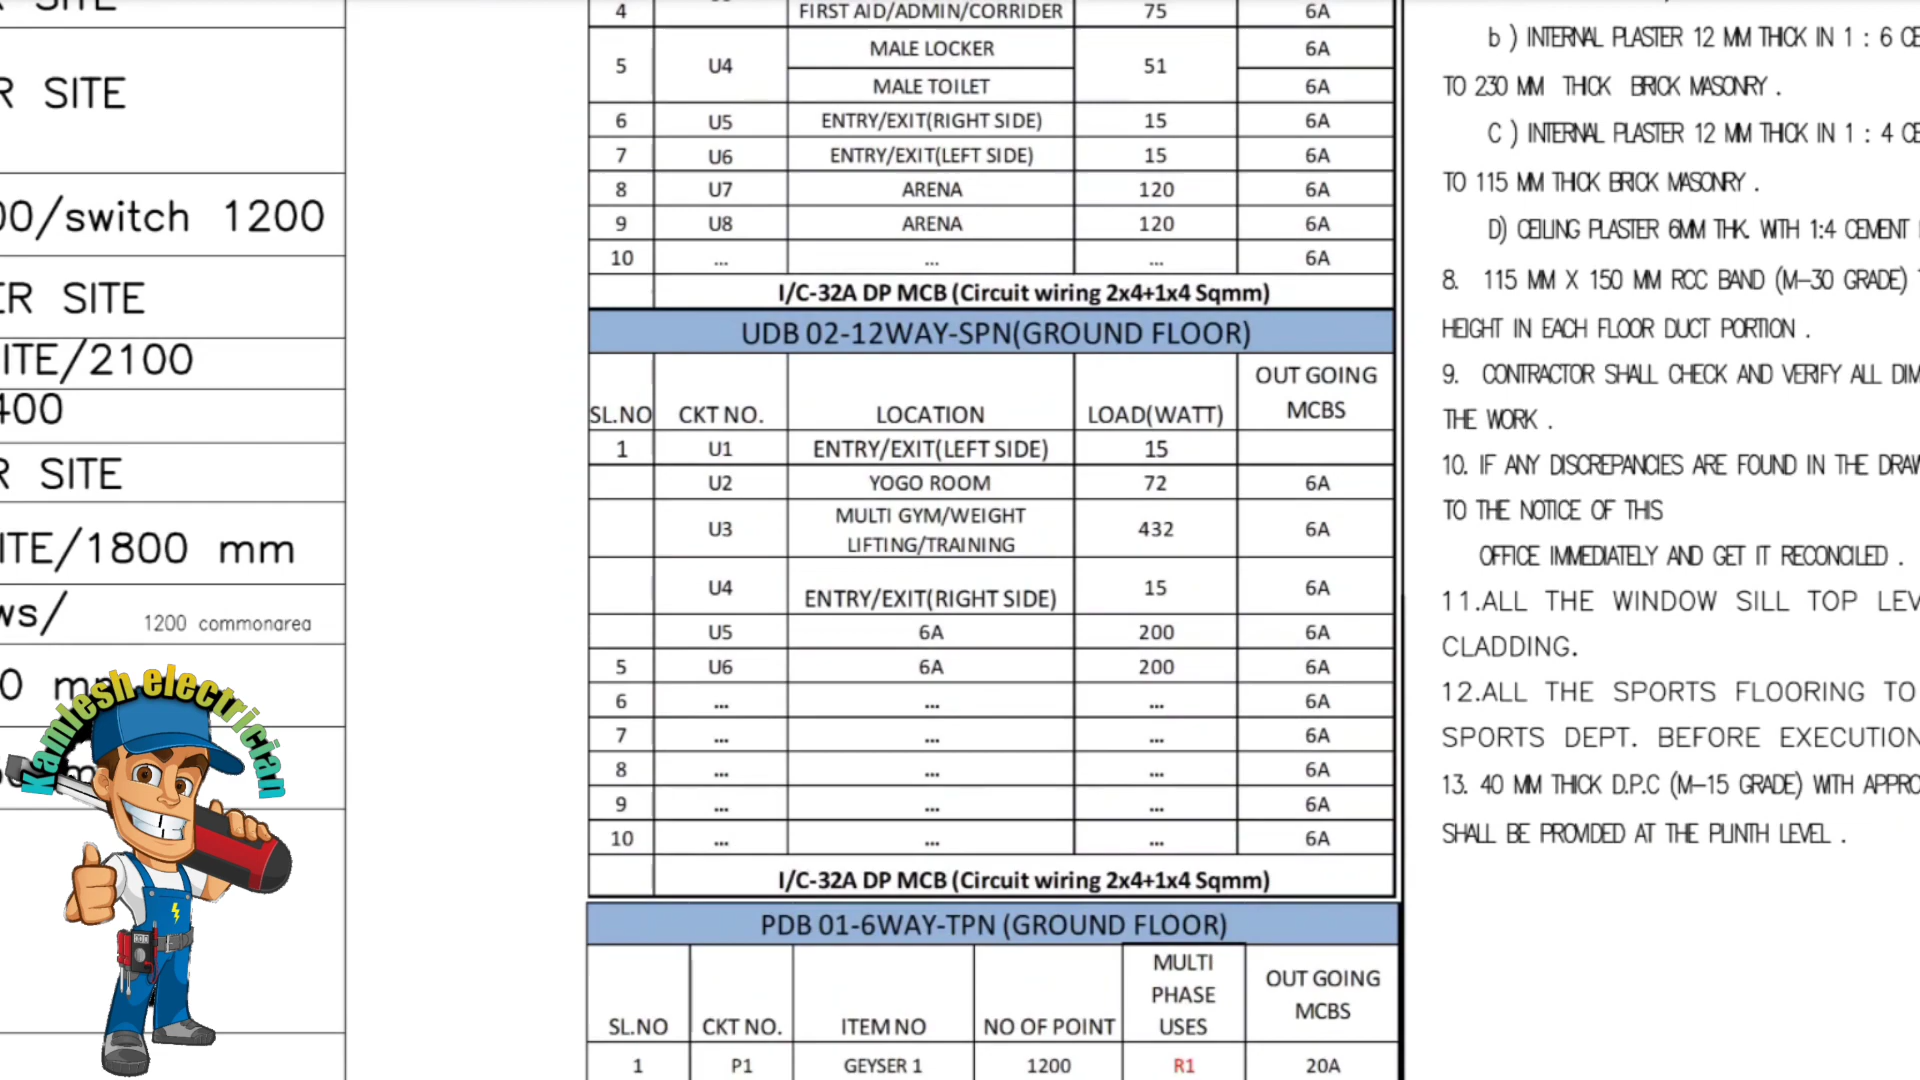 R SITE
00/switch 1200
ER SITE
ITE/2100
400
R SITE
ITE/1800 mm
ws/ 1200 commonarea
0 mm
Kamlesh electrician
4 FIRST AID/ADMIN/CORRIDER 75 6A
5 U4 MALE LOCKER 51 6A
MALE TOILET 6A
6 U5 ENTRY/EXIT(RIGHT SIDE) 15 6A
7 U6 ENTRY/EXIT(LEFT SIDE) 15 6A
8 U7 ARENA 120 6A
9 U8 ARENA 120 6A
10 ... ... ... 6A
I/C-32A DP MCB (Circuit wiring 2x4+1x4 Sqmm)
UDB 02-12WAY-SPN(GROUND FLOOR)
SL.NO CKT NO. LOCATION LOAD(WATT) OUT GOING
MCBS
1 U1 ENTRY/EXIT(LEFT SIDE) 15
U2 YOGO ROOM 72 6A
U3 MULTI GYM/WEIGHT
LIFTING/TRAINING 432 6A
U4 ENTRY/EXIT(RIGHT SIDE) 15 6A
U5 6A 200 6A
5 U6 6A 200 6A
6 ... ... ... 6A
7 ... ... ... 6A
8 ... ... ... 6A
9 ... ... ... 6A
10 ... ... ... 6A
I/C-32A DP MCB (Circuit wiring 2x4+1x4 Sqmm)
PDB 01-6WAY-TPN (GROUND FLOOR)
SL.NO CKT NO. ITEM NO NO OF POINT MULTI
PHASE
USES OUT GOING
MCBS
1 P1 GEYSER 1 1200 R1 20A
b ) INTERNAL PLASTER 12 MM THICK IN 1 : 6 CE
TO 230 MM THICK BRICK MASONRY .
C ) INTERNAL PLASTER 12 MM THICK IN 1 : 4 CE
TO 115 MM THICK BRICK MASONRY .
D) CEILING PLASTER 6MM THK. WITH 1:4 CEMENT
8. 115 MM X 150 MM RCC BAND (M-30 GRADE)
HEIGHT IN EACH FLOOR DUCT PORTION .
9. CONTRACTOR SHALL CHECK AND VERIFY ALL DIM
THE WORK .
10. IF ANY DISCREPANCIES ARE FOUND IN THE DRAW
TO THE NOTICE OF THIS
OFFICE IMMEDIATELY AND GET IT RECONCILED .
11.ALL THE WINDOW SILL TOP LEV
CLADDING.
12.ALL THE SPORTS FLOORING TO
SPORTS DEPT. BEFORE EXECUTION
13. 40 MM THICK D.P.C (M-15 GRADE) WITH APPRO
SHALL BE PROVIDED AT THE PLINTH LEVEL .